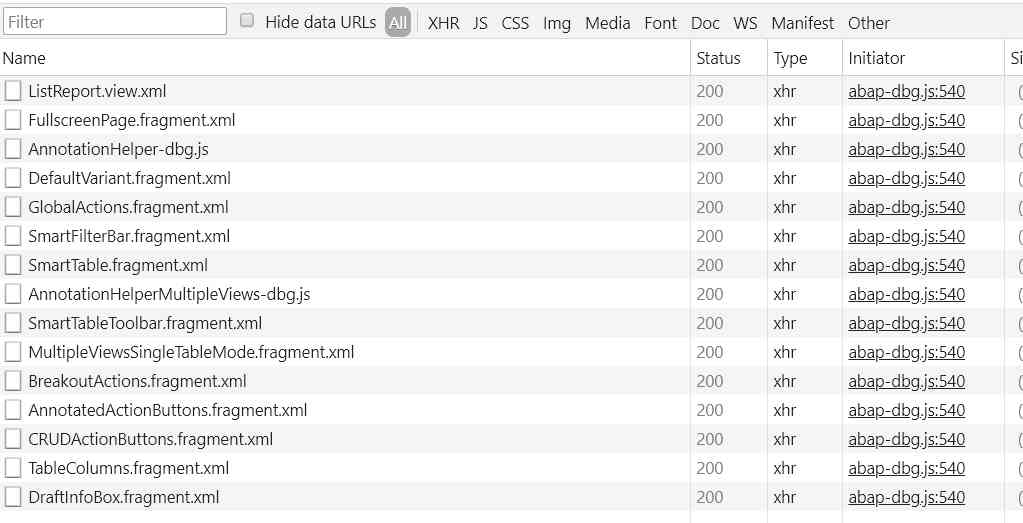 Filter Hide data URLs All XHR JS CSS Img Media Font Doc WS Manifest Other
Name Status Type Initiator Si
ListReport.view.xml 200 xhr abap-dbg.js:540 (
FullscreenPage.fragment.xml 200 xhr abap-dbg.js:540 (
AnnotationHelper-dbg.js 200 xhr abap-dbg.js:540 (
DefaultVariant.fragment.xml 200 xhr abap-dbg.js:540 (
GlobalActions.fragment.xml 200 xhr abap-dbg.js:540 (
SmartFilterBar.fragment.xml 200 xhr abap-dbg.js:540 (
SmartTable.fragment.xml 200 xhr abap-dbg.js:540 (
AnnotationHelperMultipleViews-dbg.js 200 xhr abap-dbg.js:540 (
SmartTableToolbar.fragment.xml 200 xhr abap-dbg.js:540 (
MultipleViewsSingleTableMode.fragment.xml 200 xhr abap-dbg.js:540 (
BreakoutActions.fragment.xml 200 xhr abap-dbg.js:540 (
AnnotatedActionButtons.fragment.xml 200 xhr abap-dbg.js:540 (
CRUDActionButtons.fragment.xml 200 xhr abap-dbg.js:540 (
TableColumns.fragment.xml 200 xhr abap-dbg.js:540 (
DraftInfoBox.fragment.xml 200 xhr abap-dbg.js:540 (